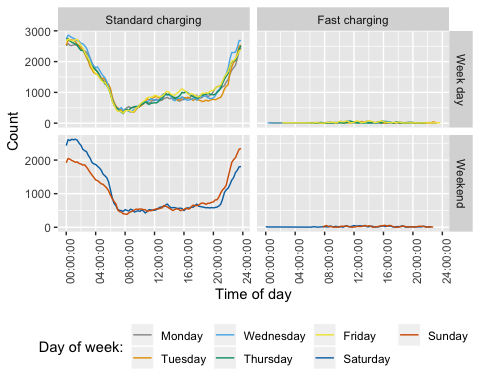 Standard charging Fast charging
3000
2000
1000
0
Week day
2000
1000
0
Weekend
Count
00:00:00 04:00:00 08:00:00 12:00:00 16:00:00 20:00:00 24:00:00 00:00:00 04:00:00 08:00:00 12:00:00 16:00:00 20:00:00 24:00:00
Time of day
Day of week: Monday Wednesday Friday Sunday
Tuesday Thursday Saturday